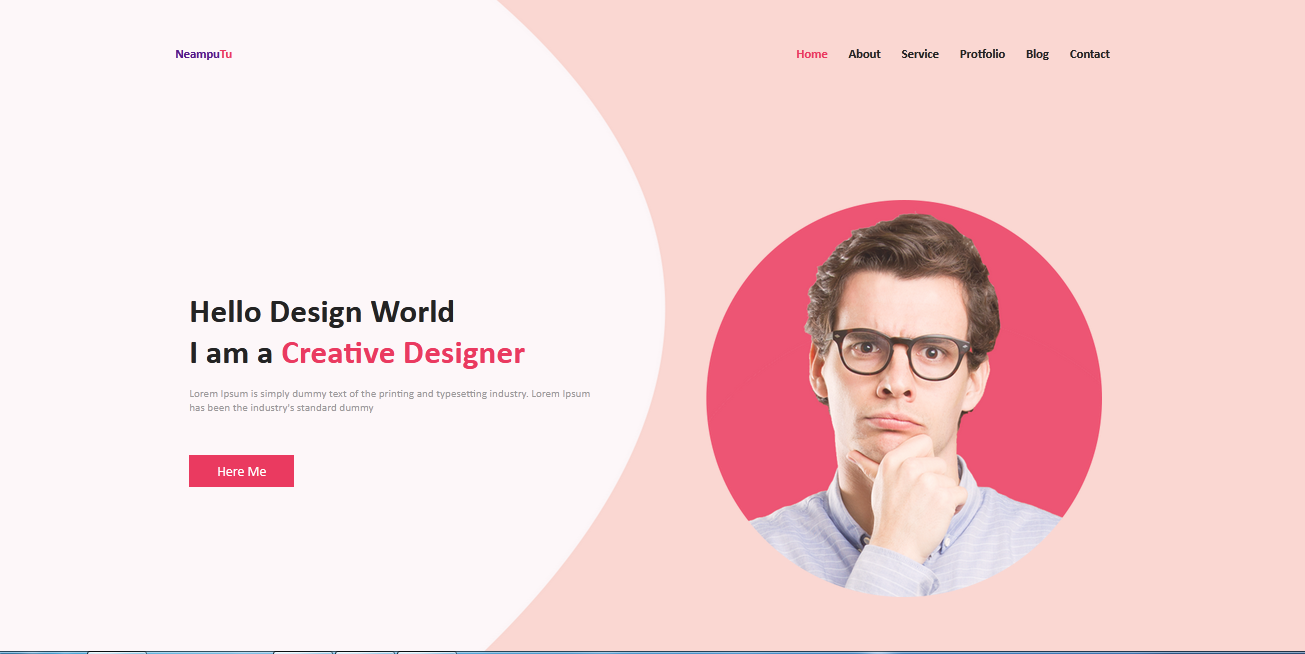 NeampuTu
Home About Service Protfolio Blog Contact
Hello Design World
I am a Creative Designer
Lorem Ipsum is simply dummy text of the printing and typesetting industry. Lorem Ipsum
has been the industry's standard dummy
Here Me